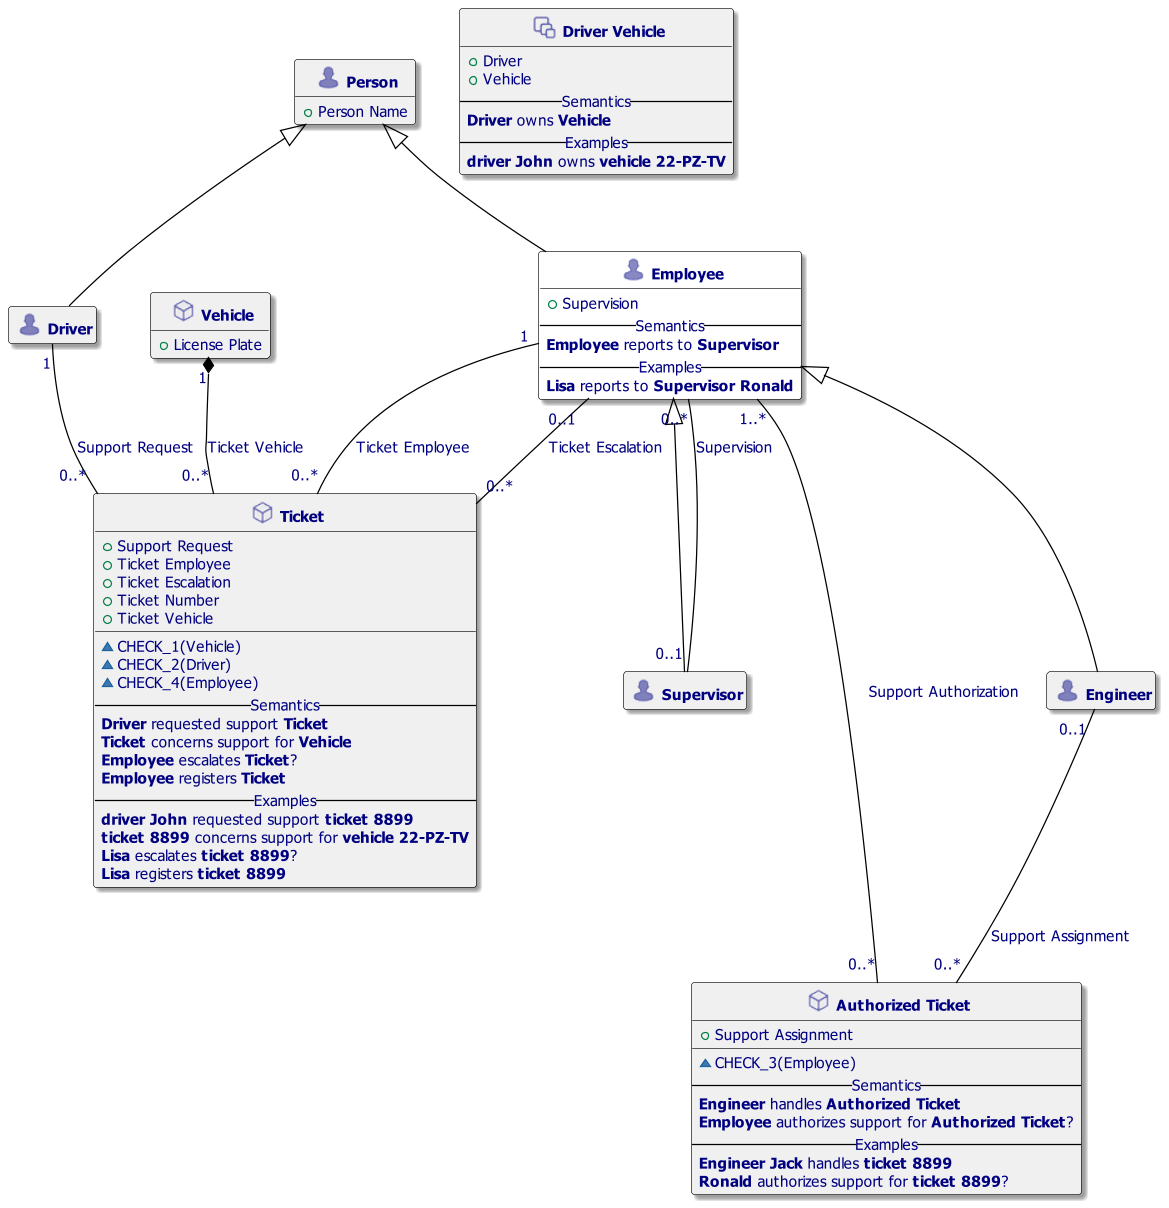 Driver Vehicle
Driver
Vehicle
Semantics
Driver owns Vehicle
Examples
driver John owns vehicle 22-PZ-TV
Person
Person Name
Employee
Supervision
Semantics
Employee reports to Supervisor
Examples
Lisa reports to Supervisor Ronald
Driver
Vehicle
License Plate
1
1
1
0..1
0..*
1..*
Support Request
Ticket Vehicle
Ticket Employee
Ticket Escalation
Supervision
0..*
0..*
0..*
0..*
Ticket
Support Request
Ticket Employee
Ticket Escalation
Ticket Number
Ticket Vehicle
CHECK_1(Vehicle)
CHECK_2(Driver)
CHECK_4(Employee)
Semantics
Driver requested support Ticket
Ticket concerns support for Vehicle
Employee escalates Ticket?
Employee registers Ticket
Examples
driver John requested support ticket 8899
ticket 8899 concerns support for vehicle 22-PZ-TV
Lisa escalates ticket 8899?
Lisa registers ticket 8899
0..1
Supervisor
Support Authorization
Engineer
0..1
Support Assignment
0..*
0..*
Authorized Ticket
Support Assignment
CHECK_3(Employee)
Semantics
Engineer handles Authorized Ticket
Employee authorizes support for Authorized Ticket?
Examples
Engineer Jack handles ticket 8899
Ronald authorizes support for ticket 8899?